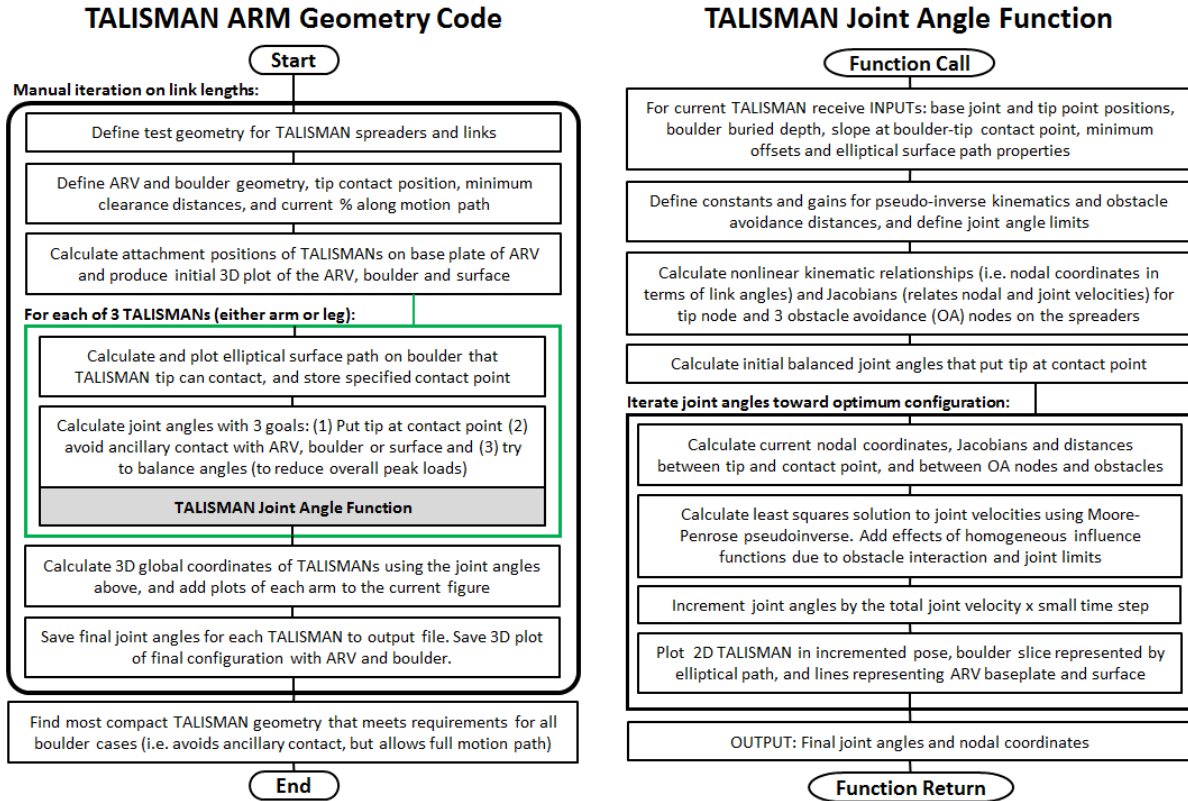 TALISMAN ARM Geometry Code
Start
Manual iteration on link lengths:
Define test geometry for TALISMAN spreaders and links
Define ARV and boulder geometry, tip contact position, minimum
clearance distances, and current % along motion path
Calculate attachment positions of TALISMANs on base plate of ARV
and produce initial 3D plot of the ARV, boulder and surface
For each of 3 TALISMANs (either arm or leg):
Calculate and plot elliptical surface path on boulder that
TALISMAN tip can contact, and store specified contact point
Calculate joint angles with 3 goals: (1) Put tip at contact point (2)
avoid ancillary contact with ARV, boulder or surface and (3) try
to balance angles (to reduce overall peak loads)
TALISMAN Joint Angle Function
Calculate 3D global coordinates of TALISMANs using the joint angles
above, and add plots of each arm to the current figure
Save final joint angles for each TALISMAN to output file. Save 3D plot
of final configuration with ARV and boulder.
Find most compact TALISMAN geometry that meets requirements for all
boulder cases (i.e. avoids ancillary contact, but allows full motion path)
End
TALISMAN Joint Angle Function
Function Call
For current TALISMAN receive INPUTs: base joint and tip point positions,
boulder buried depth, slope at boulder-tip contact point, minimum
offsets and elliptical surface path properties
Define constants and gains for pseudo-inverse kinematics and obstacle
avoidance distances, and define joint angle limits
Calculate nonlinear kinematic relationships (i.e. nodal coordinates in
terms of link angles) and Jacobians (relates nodal and joint velocities) for
tip node and 3 obstacle avoidance (OA) nodes on the spreaders
Calculate initial balanced joint angles that put tip at contact point
Iterate joint angles toward optimum configuration:
Calculate current nodal coordinates, Jacobians and distances
between tip and contact point, and between OA nodes and obstacles
Calculate least squares solution to joint velocities using Moore-
Penrose pseudoinverse. Add effects of homogeneous influence
functions due to obstacle interaction and joint limits
Increment joint angles by the total joint velocity x small time step
Plot 2D TALISMAN in incremented pose, boulder slice represented by
elliptical path, and lines representing ARV baseplate and surface
OUTPUT: Final joint angles and nodal coordinates
Function Return